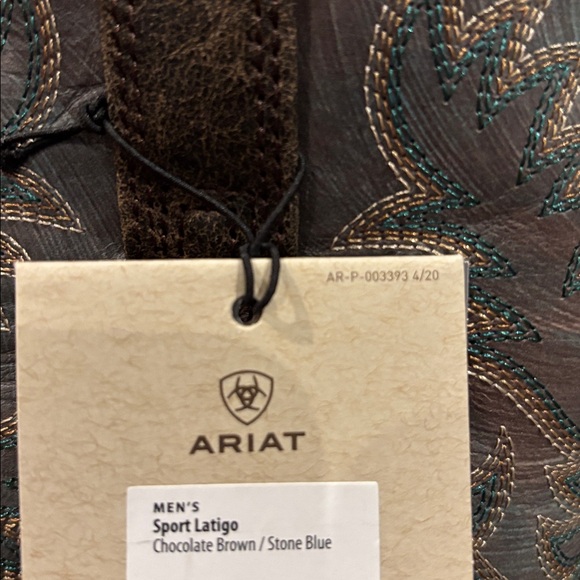 AR-P-003393 4/20
ARIAT
MEN'S
Sport Latigo
Chocolate Brown / Stone Blue